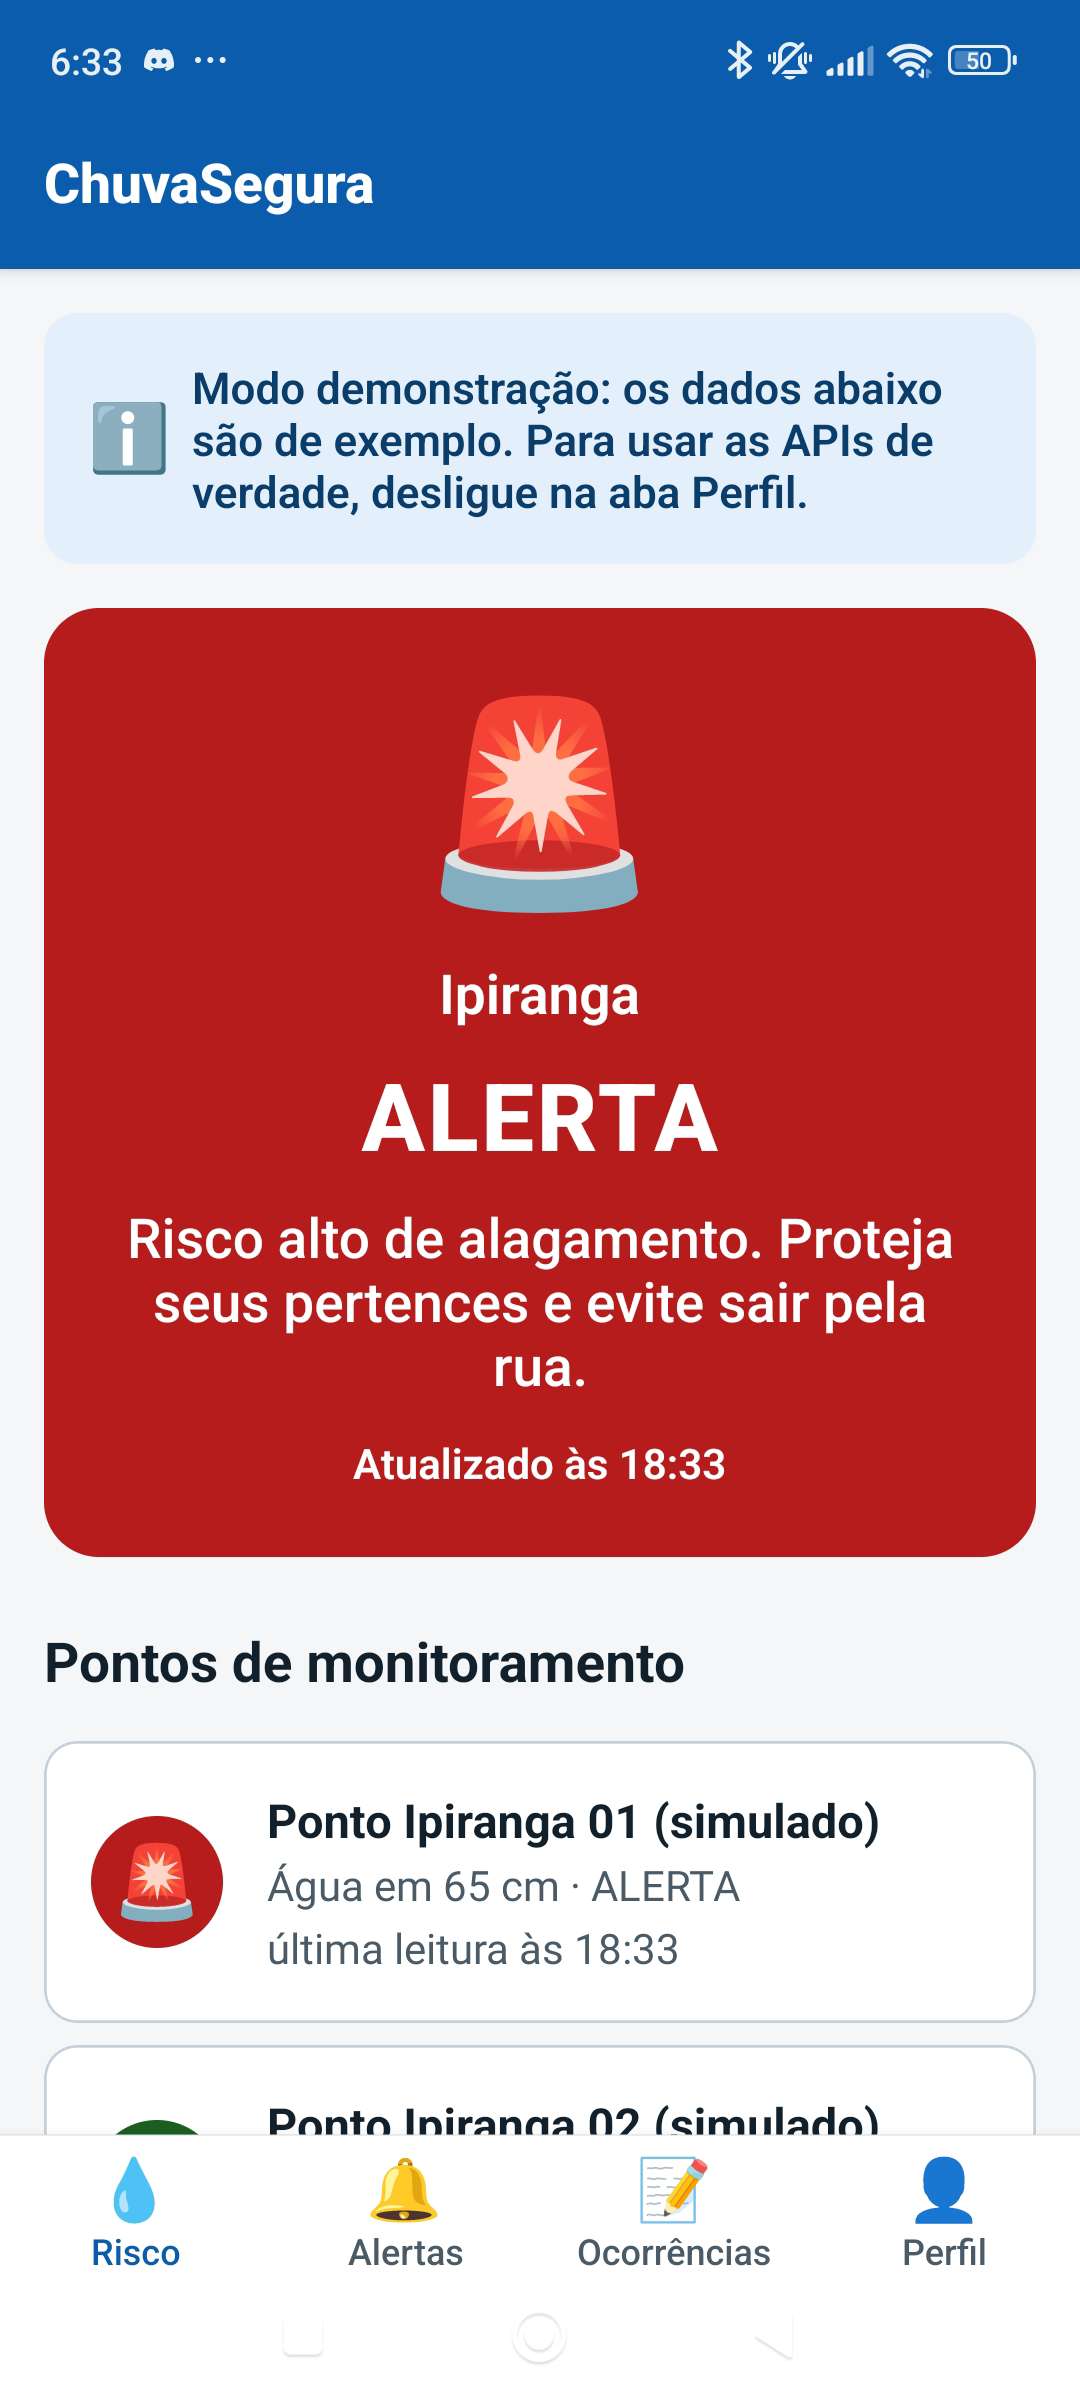 6:33
50
ChuvaSegura
Modo demonstração: os dados abaixo
são de exemplo. Para usar as APIs de
verdade, desligue na aba Perfil.
Ipiranga
ALERTA
Risco alto de alagamento. Proteja
seus pertences e evite sair pela
rua.
Atualizado às 18:33
Pontos de monitoramento
Ponto Ipiranga 01 (simulado)
Água em 65 cm · ALERTA
última leitura às 18:33
Ponto Ipiranga 02 (simulado)
Risco
Alertas
Ocorrências
Perfil